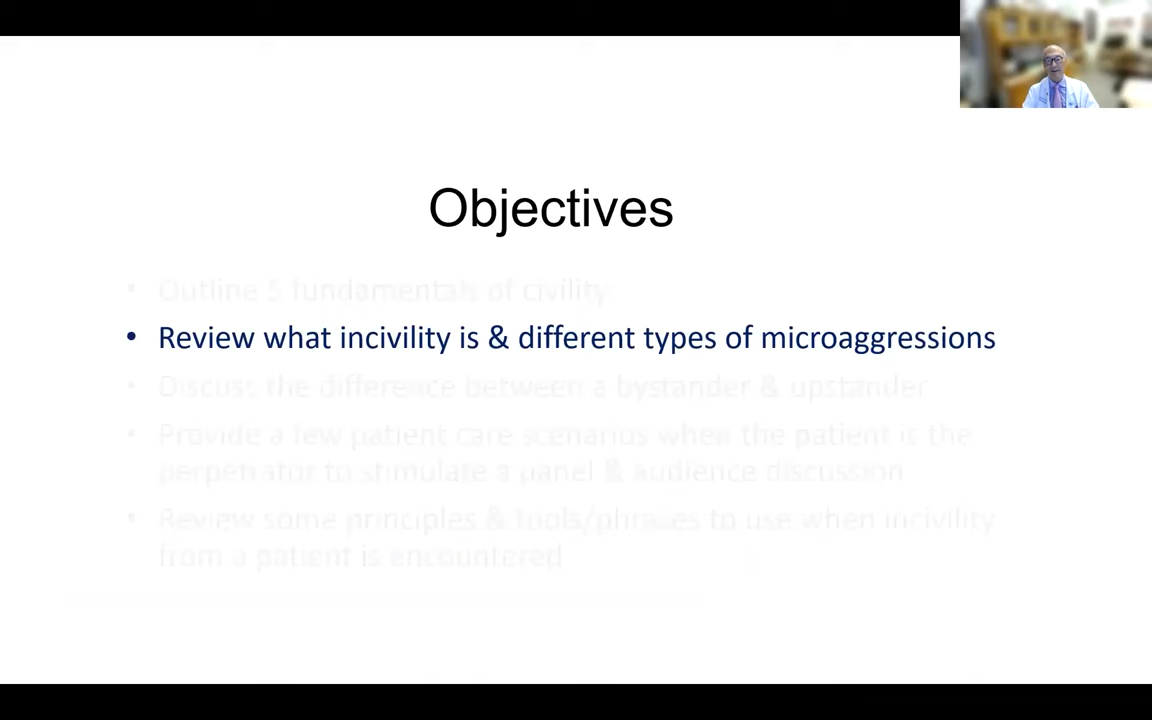 Objectives
• Outline 5 fundamentals of civility
• Review what incivility is & different types of microaggressions
• Discuss the difference between a bystander & upstander
• Provide a few patient care scenarios when the patient is the
perpetrator to stimulate a panel & audience discussion
• Review some principles & tools/phrases to use when incivility
from a patient is encountered